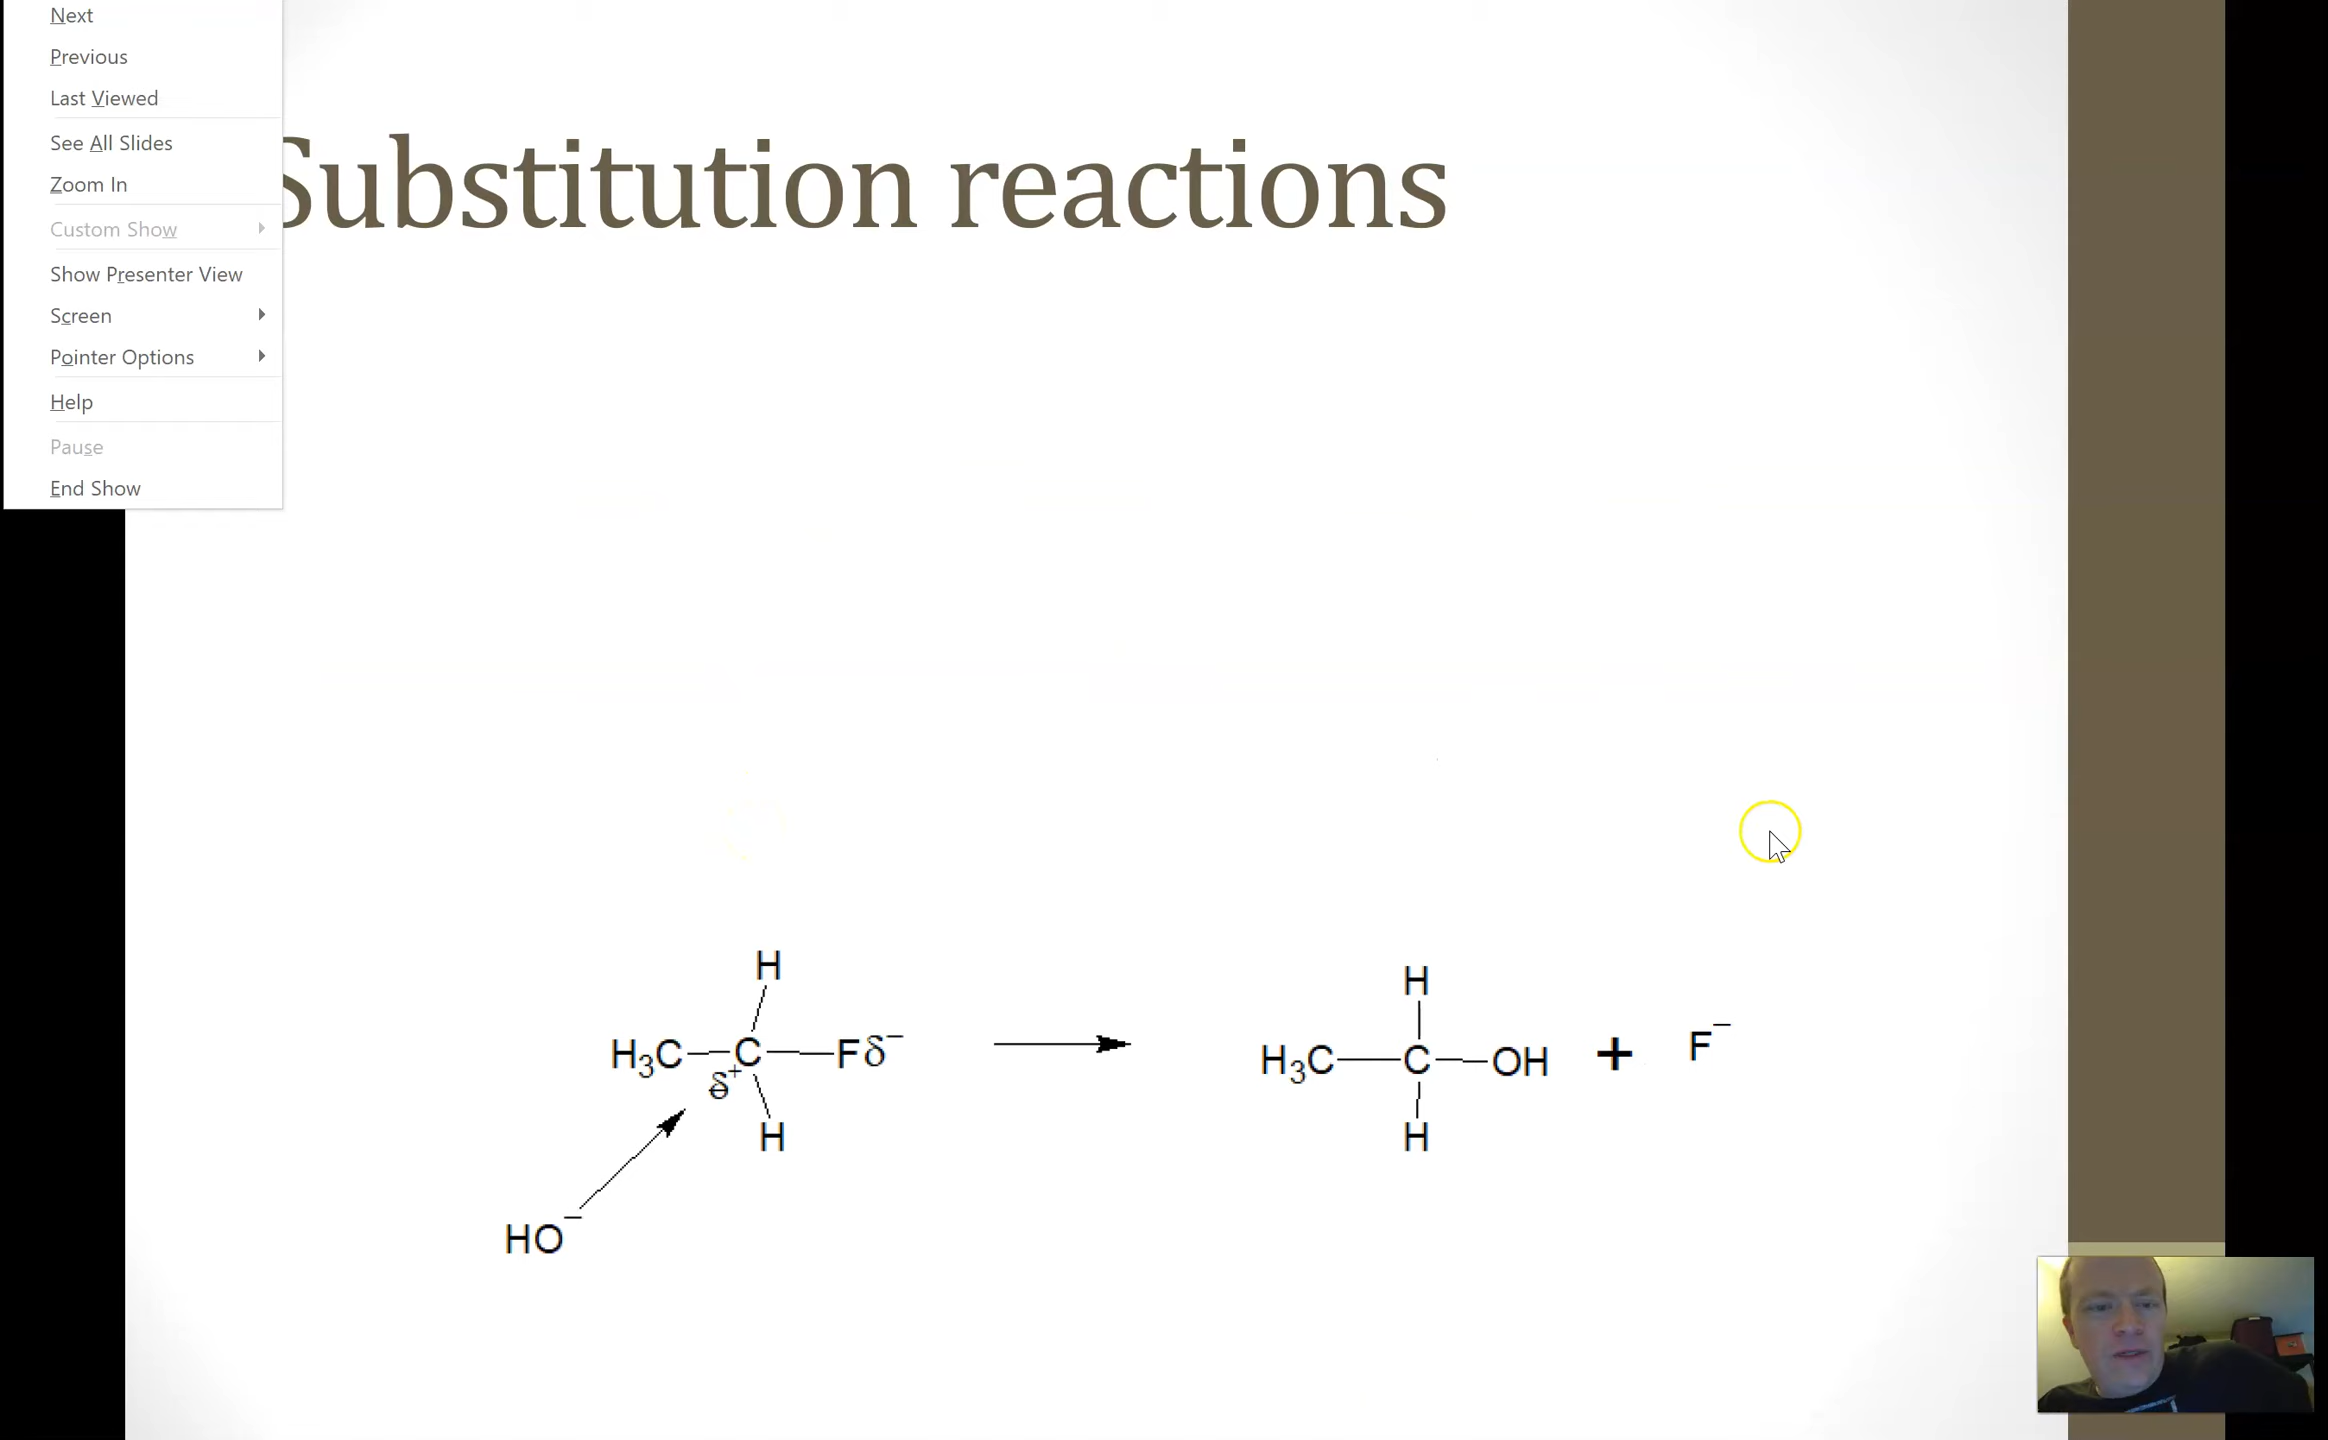 Next
Previous
Last Viewed
See All Slides
Zoom In
Custom Show
Show Presenter View
Screen
Pointer Options
Help
Pause
End Show
Substitution reactions
H
H₃C—C—Fδ⁻
δ⁺
H
HO⁻
H
H₃C—C—OH + F⁻
H